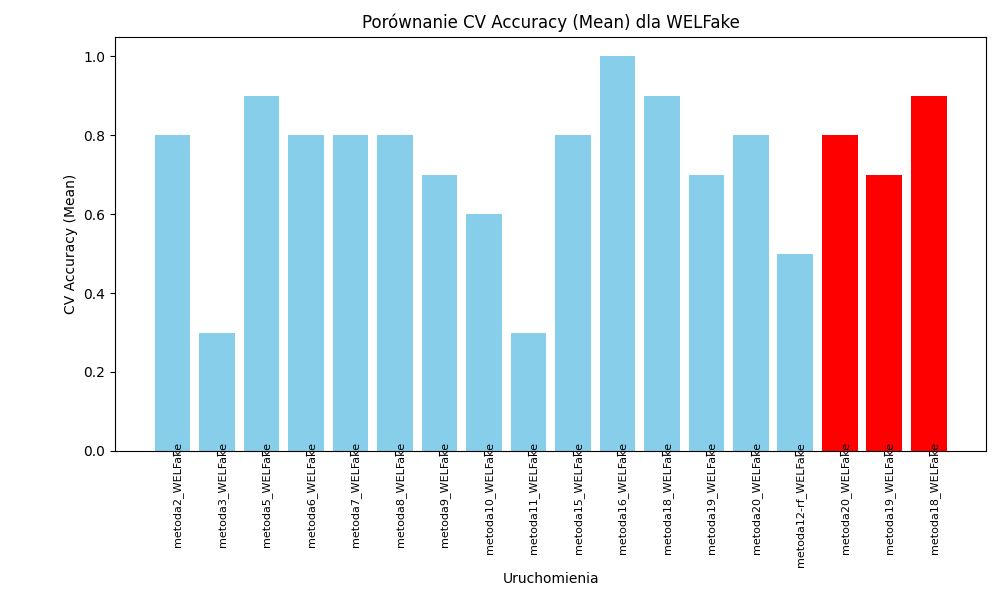 Porównanie CV Accuracy (Mean) dla WELFake
CV Accuracy (Mean)
1.0
0.8
0.6
0.4
0.2
0.0
metoda2_WELFake
metoda3_WELFake
metoda5_WELFake
metoda6_WELFake
metoda7_WELFake
metoda8_WELFake
metoda9_WELFake
metoda10_WELFake
metoda11_WELFake
metoda15_WELFake
metoda16_WELFake
metoda18_WELFake
metoda19_WELFake
metoda20_WELFake
metoda12-rf_WELFake
metoda20_WELFake
metoda19_WELFake
metoda18_WELFake
Uruchomienia